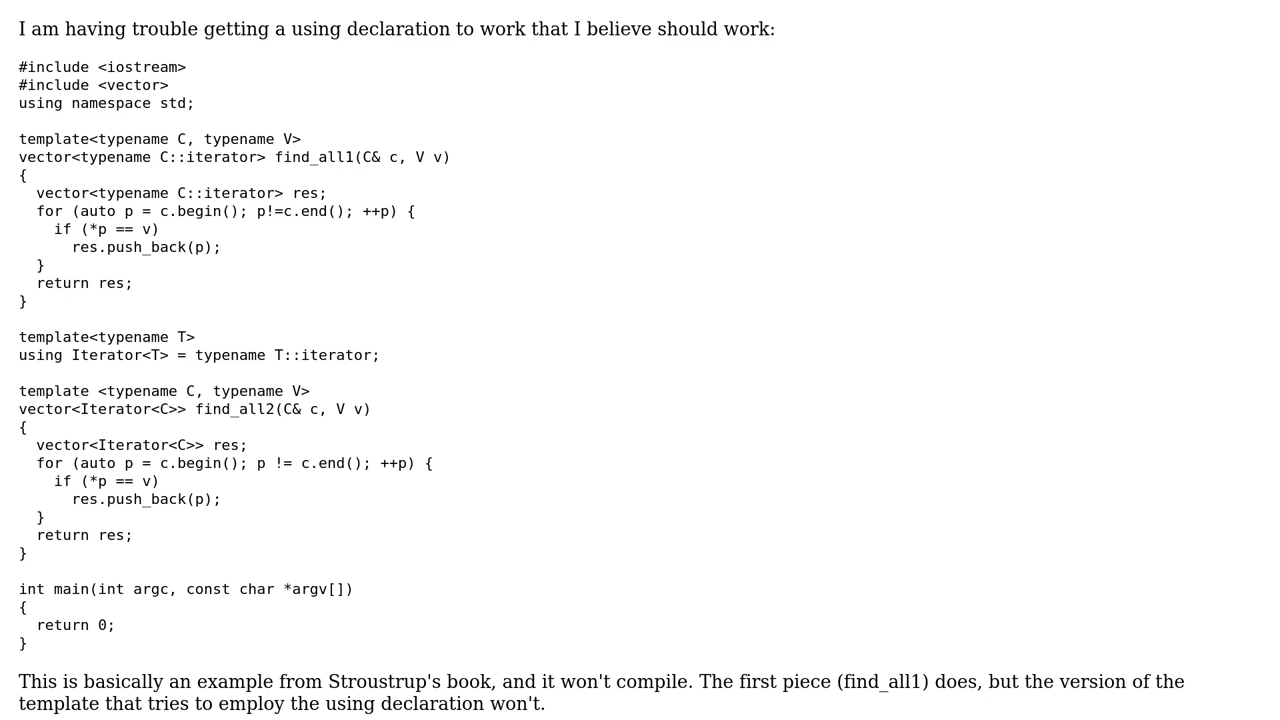 I am having trouble getting a using declaration to work that I believe should work:
#include <iostream>
#include <vector>
using namespace std;

template<typename C, typename V>
vector<typename C::iterator> find_all1(C& c, V v)
{
  vector<typename C::iterator> res;
  for (auto p = c.begin(); p!=c.end(); ++p) {
    if (*p == v)
      res.push_back(p);
  }
  return res;
}

template<typename T>
using Iterator<T> = typename T::iterator;

template <typename C, typename V>
vector<Iterator<C>> find_all2(C& c, V v)
{
  vector<Iterator<C>> res;
  for (auto p = c.begin(); p != c.end(); ++p) {
    if (*p == v)
      res.push_back(p);
  }
  return res;
}

int main(int argc, const char *argv[])
{
  return 0;
}
This is basically an example from Stroustrup's book, and it won't compile. The first piece (find_all1) does, but the version of the
template that tries to employ the using declaration won't.